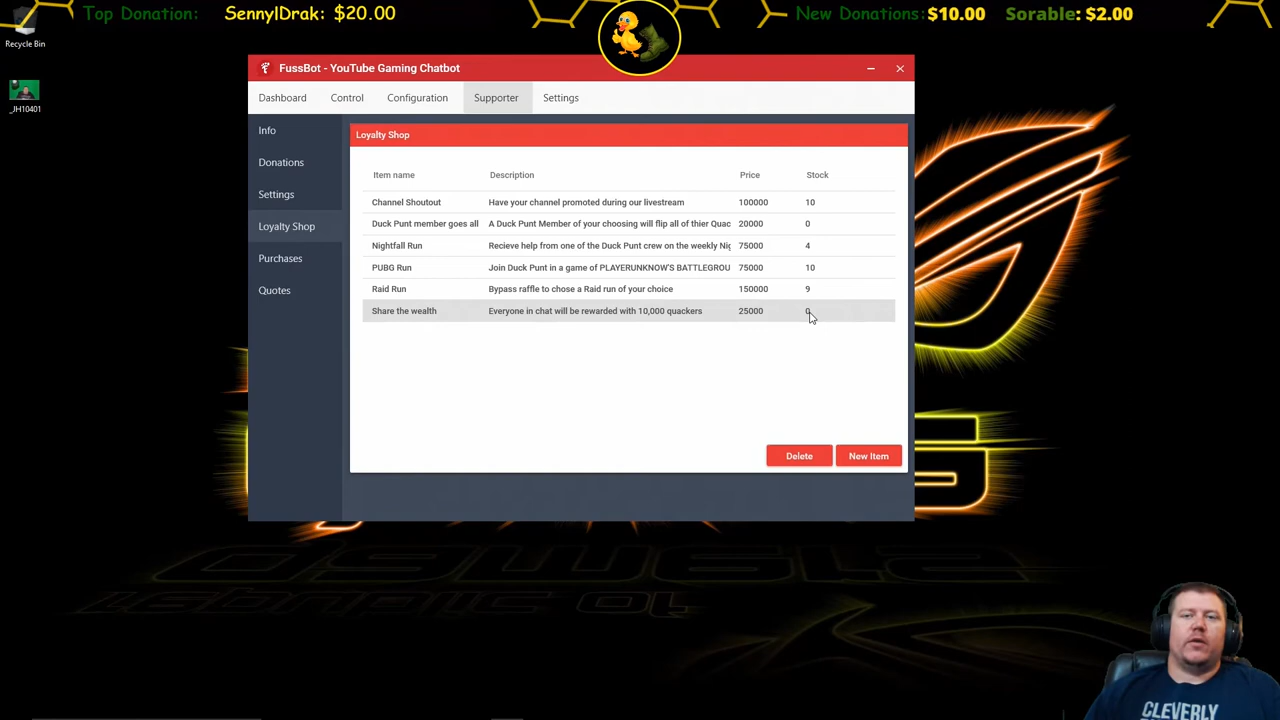 Top Donation: SennylDrak: $20.00
New Donations: $10.00 Sorable: $2.00
Recycle Bin
_JH10401
FussBot - YouTube Gaming Chatbot
Dashboard Control Configuration Supporter Settings
Info
Donations
Settings
Loyalty Shop
Purchases
Quotes
Loyalty Shop
Item name Description Price Stock
Channel Shoutout Have your channel promoted during our livestream 100000 10
Duck Punt member goes all A Duck Punt Member of your choosing will flip all of thier Quac 20000 0
Nightfall Run Recieve help from one of the Duck Punt crew on the weekly Nig 75000 4
PUBG Run Join Duck Punt in a game of PLAYERUNKNOW'S BATTLEGROU 75000 10
Raid Run Bypass raffle to chose a Raid run of your choice 150000 9
Share the wealth Everyone in chat will be rewarded with 10,000 quackers 25000 0
Delete New Item
CLEVERLY